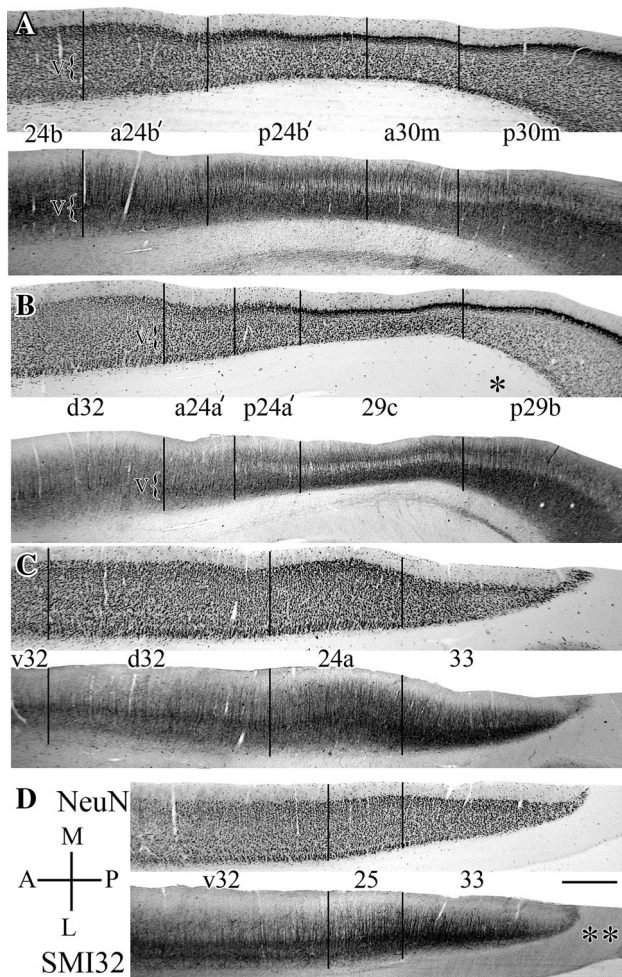 A
V
24b a24b' p24b' a30m p30m
V
B
V
*
d32 a24a' p24a' 29c p29b
V
C
v32 d32 24a 33
D NeuN
M
A P
L
v32 25 33
**
SMI32